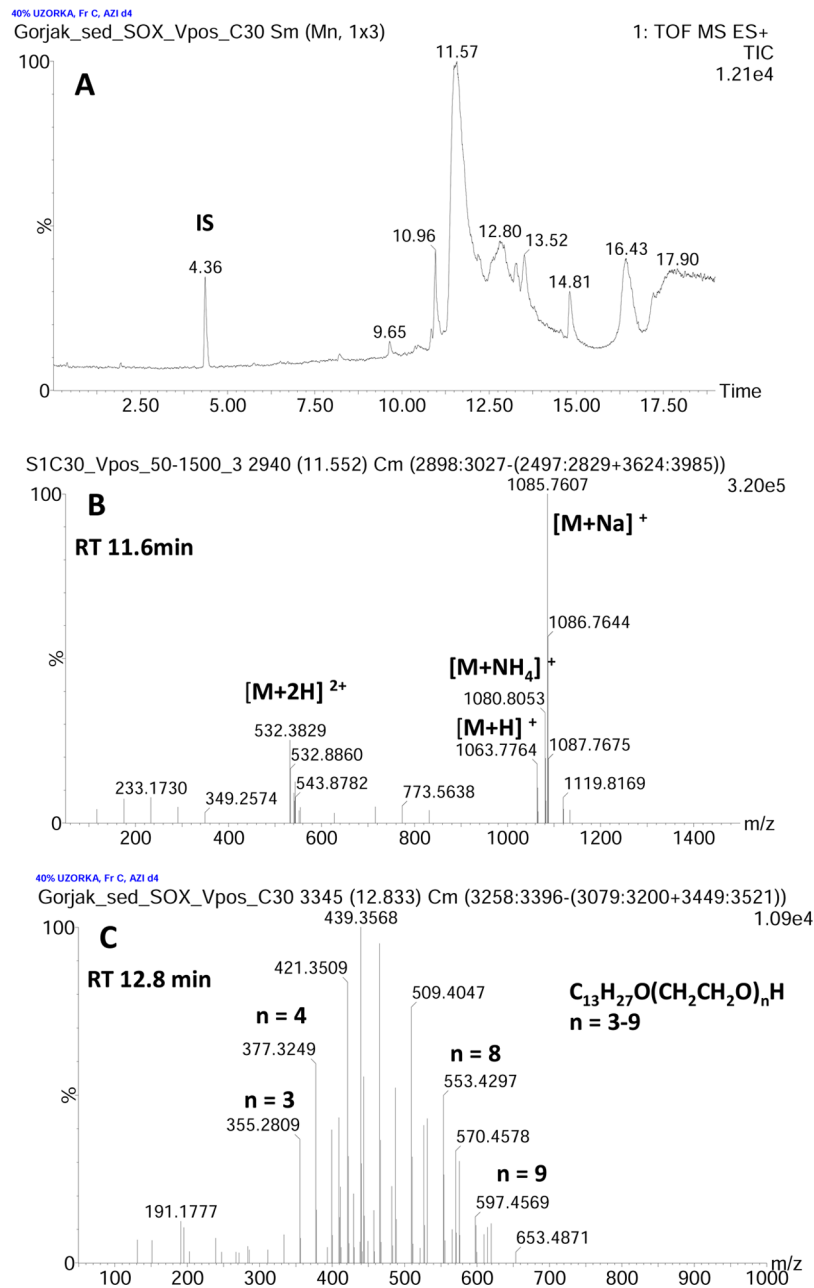 40% UZORKA, Fr C, AZI d4
Gorjak_sed_SOX_Vpos_C30 Sm (Mn, 1x3)
1: TOF MS ES+
TIC
1.21e4
A
100
%
0
IS
4.36
9.65
10.96
11.57
12.80
13.52
14.81
16.43
17.90
2.50 5.00 7.50 10.00 12.50 15.00 17.50 Time
S1C30_Vpos_50-1500_3 2940 (11.552) Cm (2898:3027-(2497:2829+3624:3985))
3.20e5
B
RT 11.6min
100
%
0
1085.7607
[M+Na] +
1086.7644
[M+NH4] +
1080.8053
[M+H] +
1063.7764
1087.7675
1119.8169
[M+2H] 2+
532.3829
532.8860
543.8782
233.1730
349.2574
773.5638
200 400 600 800 1000 1200 1400 m/z
40% UZORKA, Fr C, AZI d4
Gorjak_sed_SOX_Vpos_C30 3345 (12.833) Cm (3258:3396-(3079:3200+3449:3521))
1.09e4
C
RT 12.8 min
100
%
0
439.3568
421.3509
509.4047
C13H27O(CH2CH2O)nH
n = 3-9
n = 4
377.3249
n = 8
553.4297
n = 3
355.2809
570.4578
n = 9
597.4569
191.1777
653.4871
100 200 300 400 500 600 700 800 900 1000 m/z